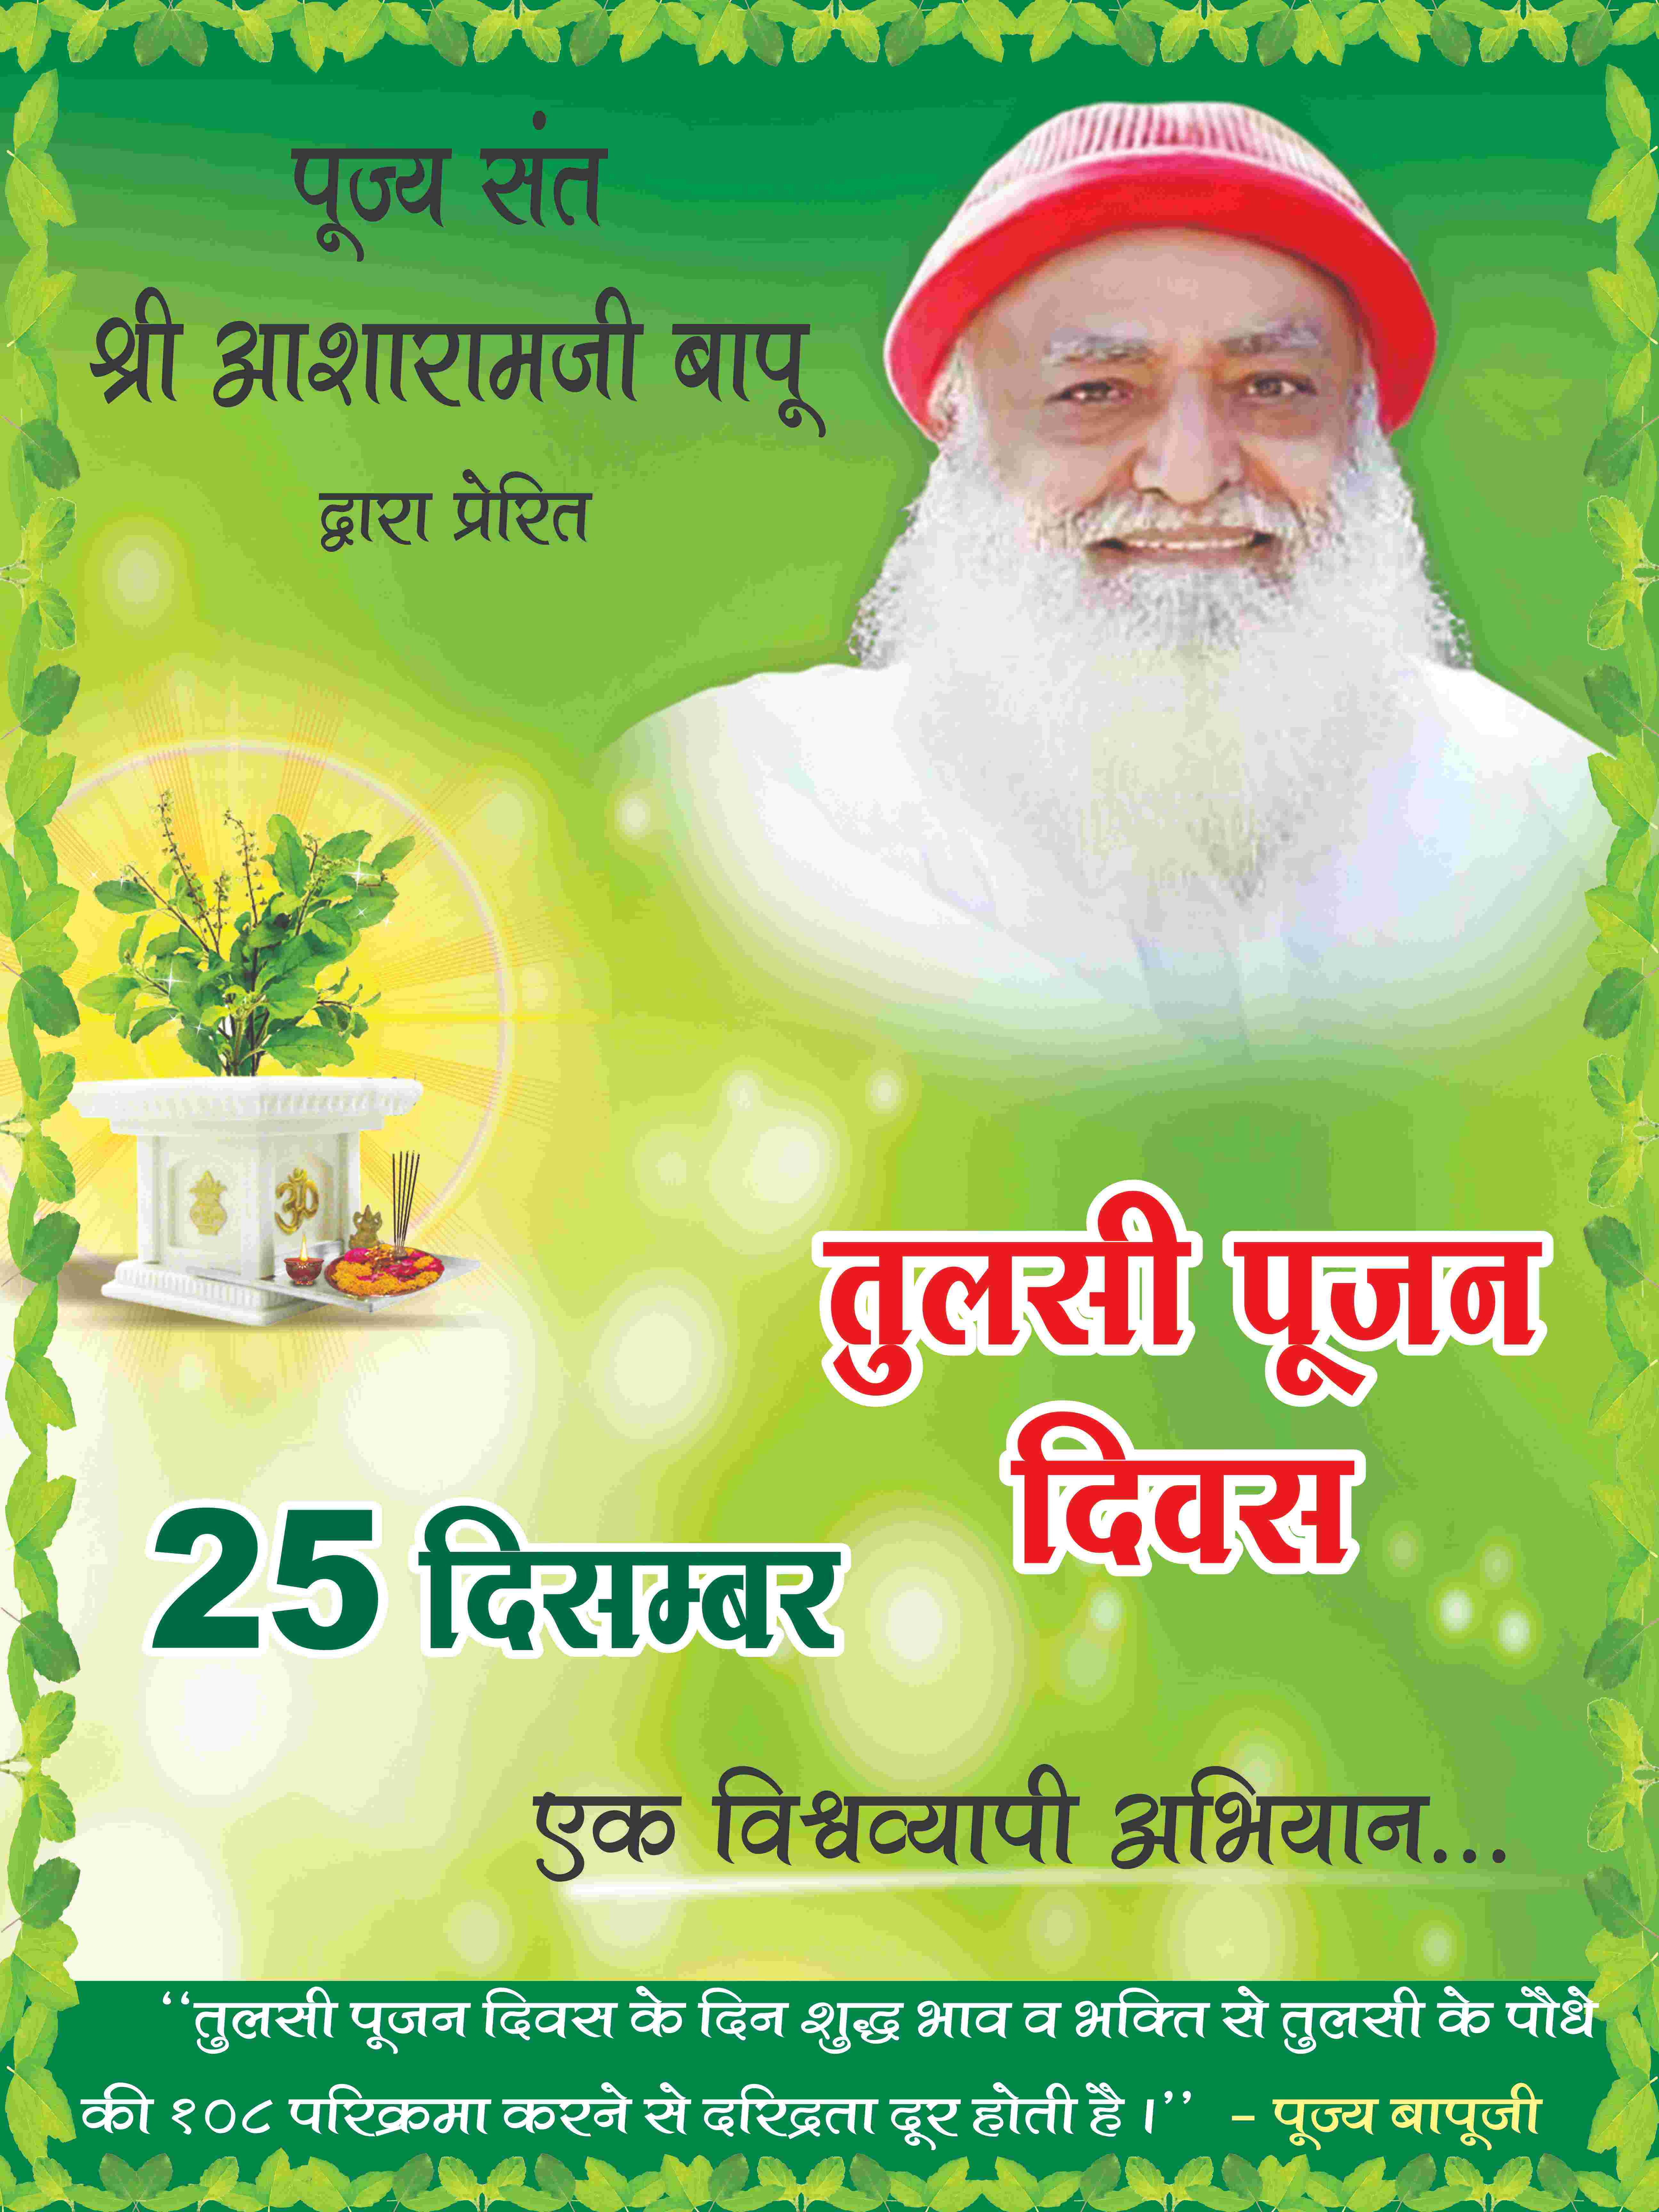 पूज्य संत
श्री आशारामजी बापू
द्वारा प्रेरित
ॐ
तुलसी पूजन
दिवस
25 दिसम्बर
एक विश्वव्यापी अभियान...
‘‘तुलसी पूजन दिवस के दिन शुद्ध भाव व भक्ति से तुलसी के पौधे
की १०८ परिक्रमा करने से दरिद्रता दूर होती है ।’’ - पूज्य बापूजी